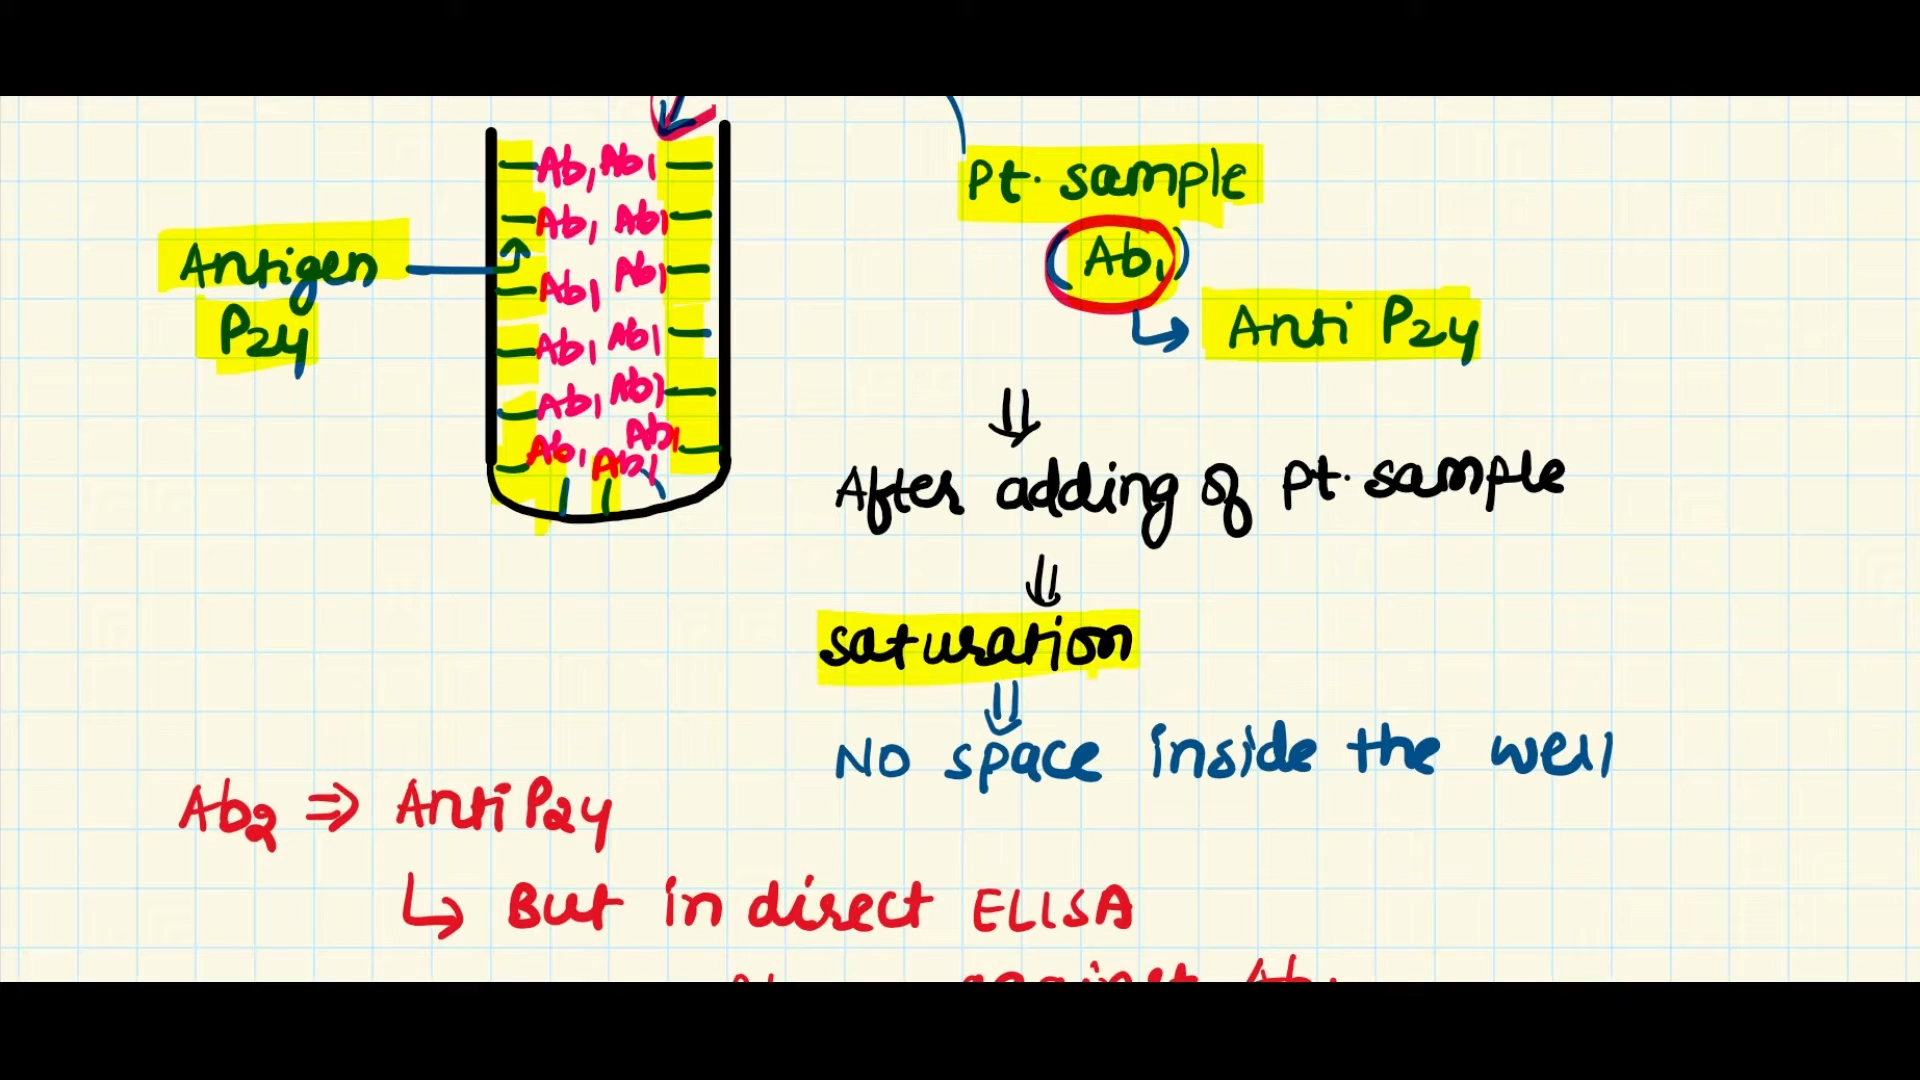 Ab1 Ab1
Ab1 Ab1
Ab1 Ab1
Ab1 Ab1
Ab1 Ab1
Ab1 Ab1
Ab1
Antigen
P24
Pt. sample
(Ab1)
Anti P24
After adding of pt. sample
saturation
No space inside the well
Ab2 ⇒ Anti P24
But in direct ELISA
against Ab1